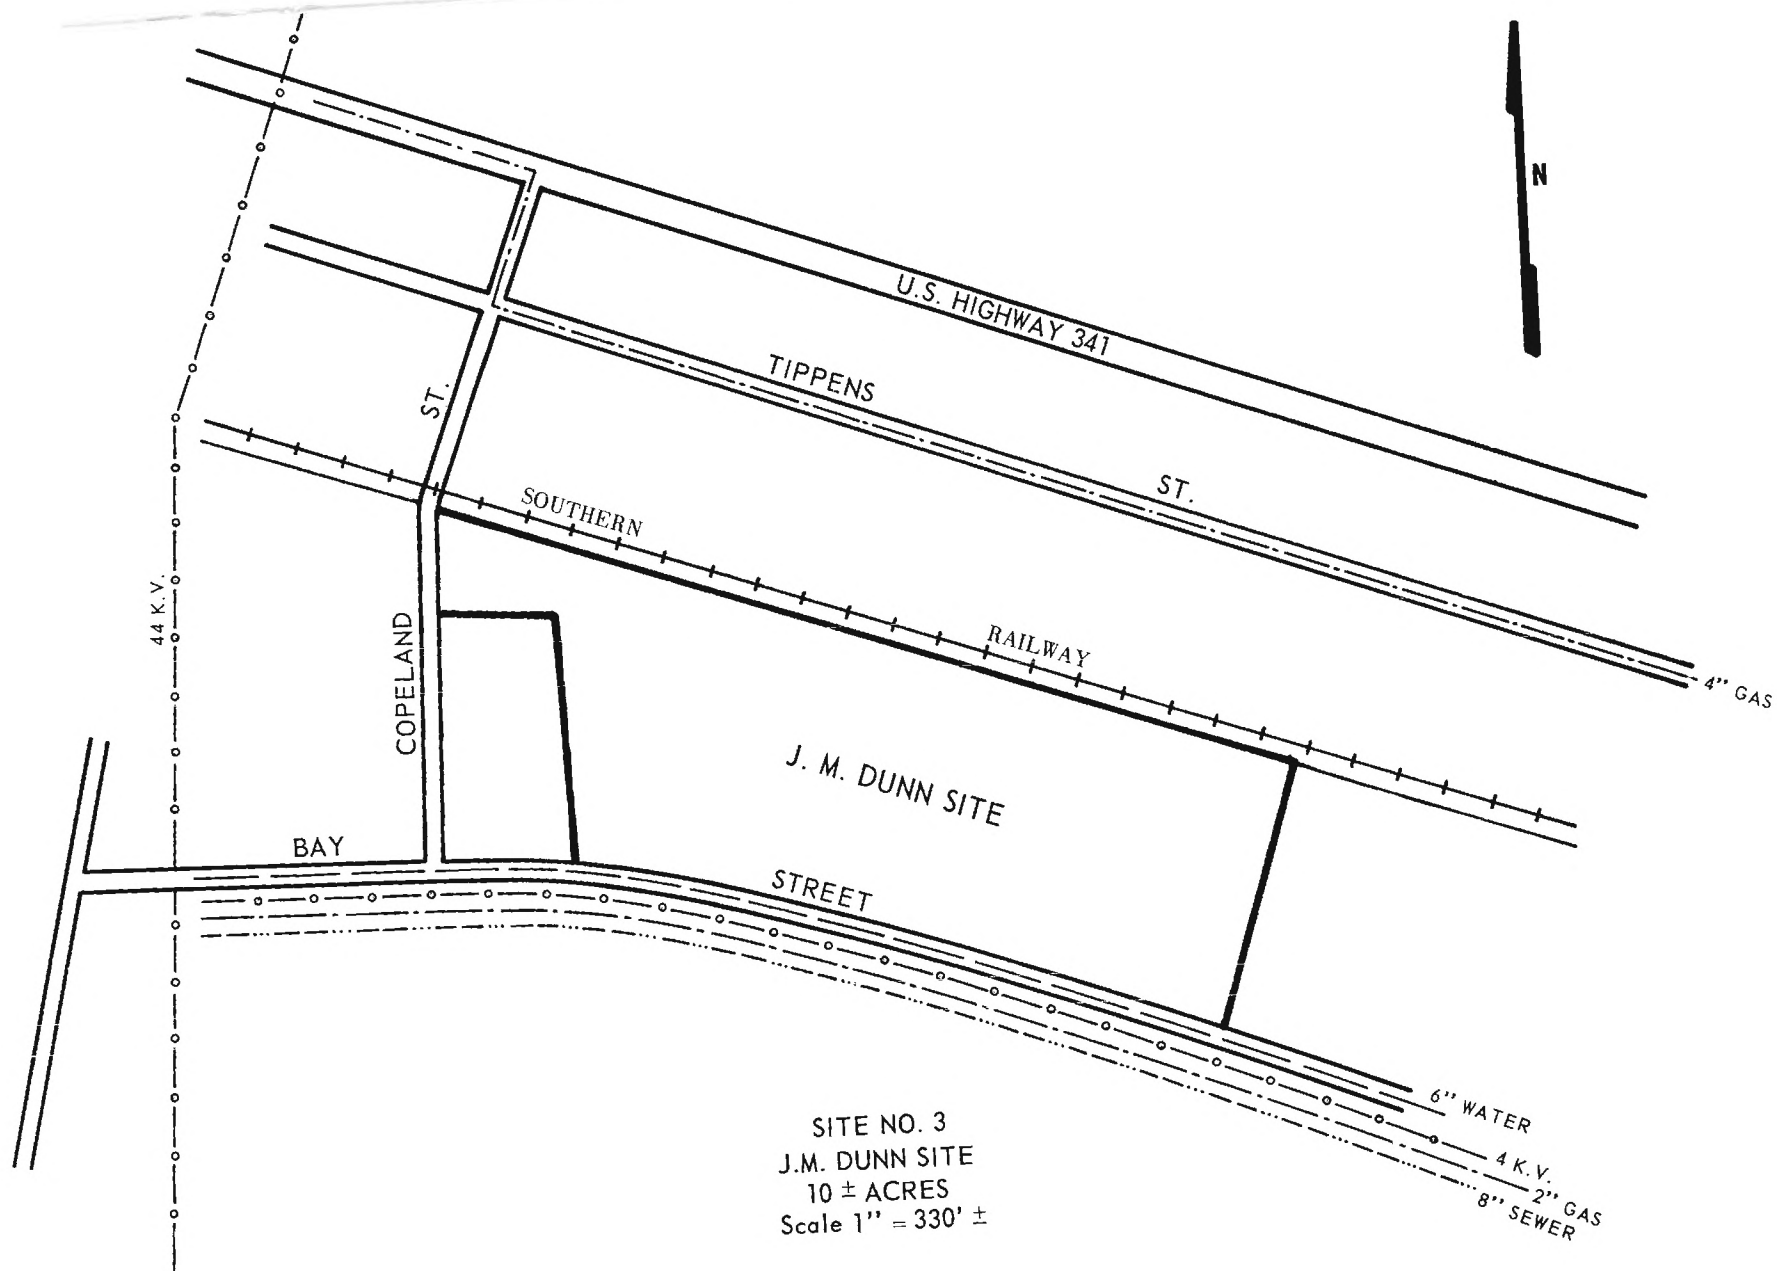 N
U.S. HIGHWAY 341
TIPPENS ST.
4" GAS
COPELAND ST.
SOUTHERN RAILWAY
44 K.V.
J. M. DUNN SITE
BAY STREET
6" WATER
4 K.V.
2" GAS
8" SEWER
SITE NO. 3
J.M. DUNN SITE
10 ± ACRES
Scale 1" = 330' ±